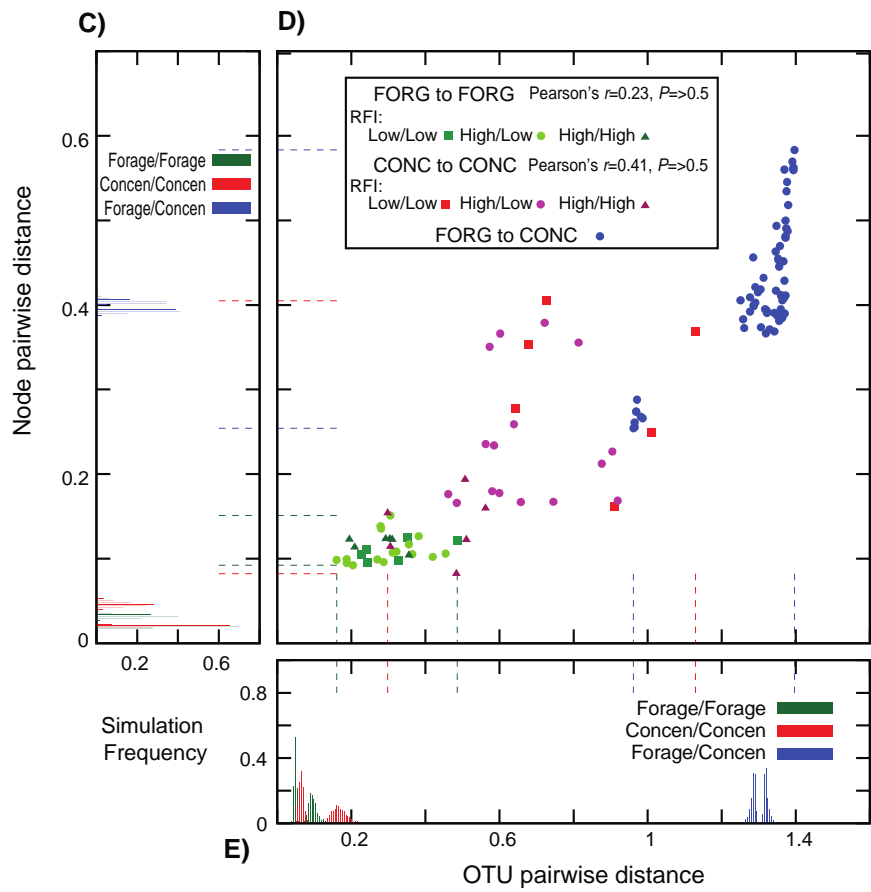 C)
D)
Node pairwise distance
0.6
0.4
0.2
0
Forage/Forage
Concen/Concen
Forage/Concen
0.2
0.6
Simulation
Frequency
FORG to FORG Pearson's r=0.23, P=>0.5
RFI:
Low/Low High/Low High/High
CONC to CONC Pearson's r=0.41, P=>0.5
RFI:
Low/Low High/Low High/High
FORG to CONC
0.8
0.4
0
Forage/Forage
Concen/Concen
Forage/Concen
E)
0.2
0.6
1
1.4
OTU pairwise distance